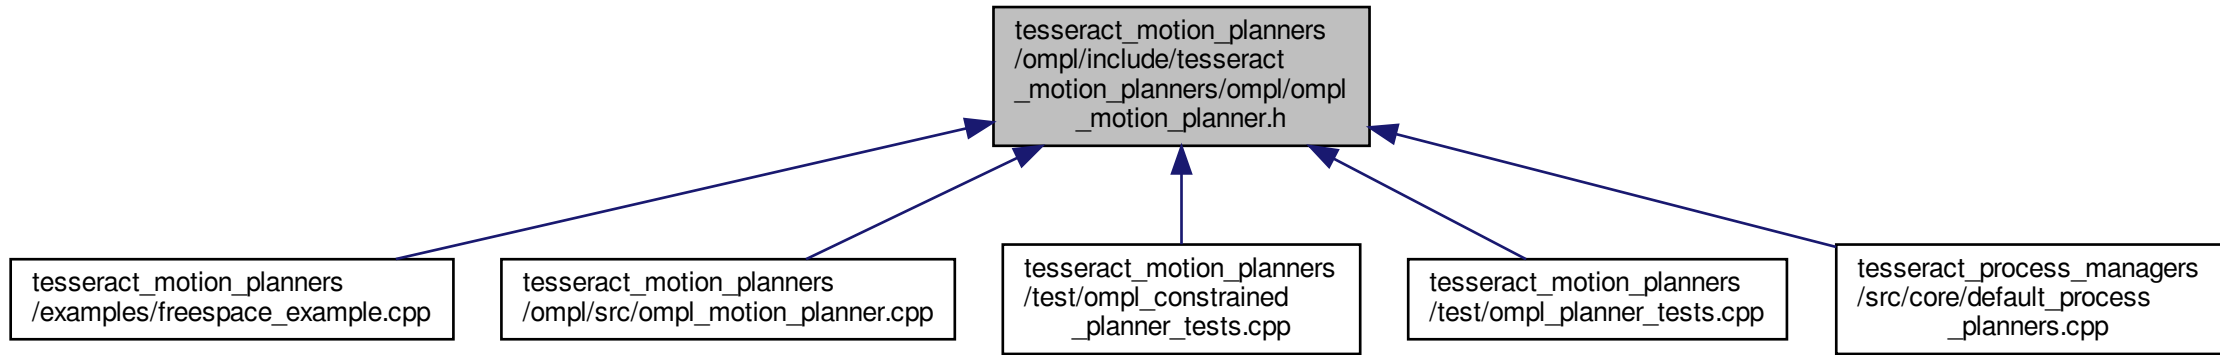 tesseract_motion_planners
/ompl/include/tesseract
_motion_planners/ompl/ompl
_motion_planner.h
tesseract_motion_planners
/examples/freespace_example.cpp
tesseract_motion_planners
/ompl/src/ompl_motion_planner.cpp
tesseract_motion_planners
/test/ompl_constrained
_planner_tests.cpp
tesseract_motion_planners
/test/ompl_planner_tests.cpp
tesseract_process_managers
/src/core/default_process
_planners.cpp